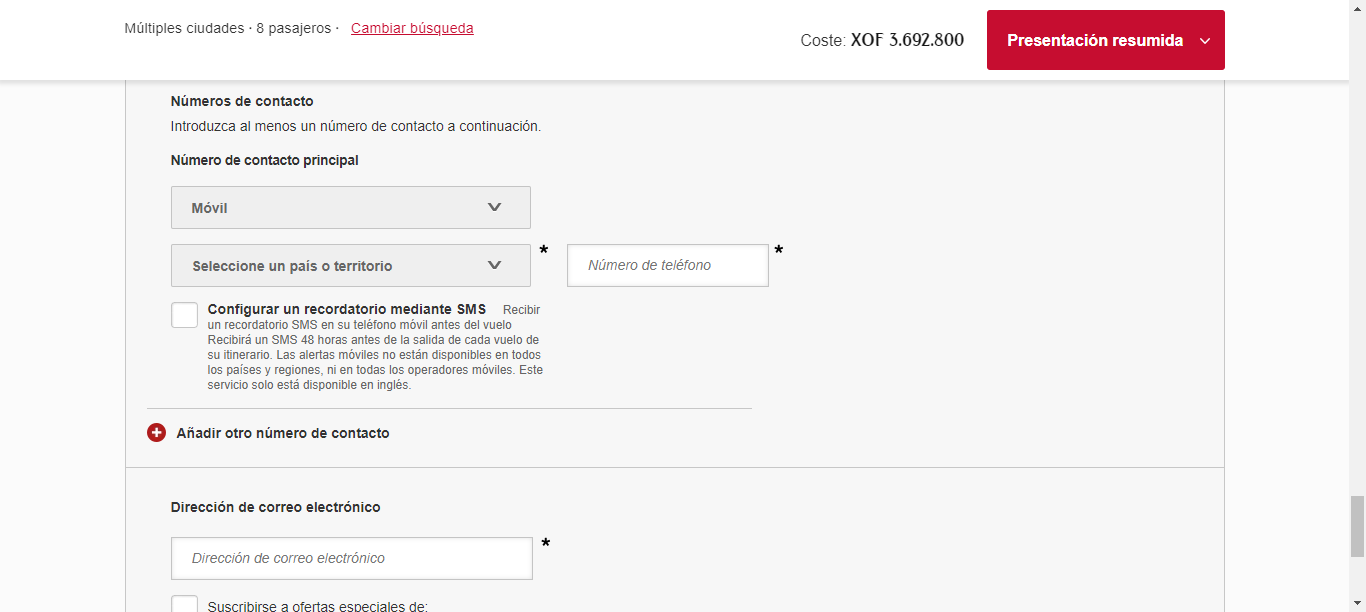 Múltiples ciudades · 8 pasajeros · Cambiar búsqueda
Coste: XOF 3.692.800
Presentación resumida
Números de contacto
Introduzca al menos un número de contacto a continuación.
Número de contacto principal
Móvil
Seleccione un país o territorio *
Número de teléfono *
Configurar un recordatorio mediante SMS Recibir
un recordatorio SMS en su teléfono móvil antes del vuelo
Recibirá un SMS 48 horas antes de la salida de cada vuelo de
su itinerario. Las alertas móviles no están disponibles en todos
los países y regiones, ni en todas los operadores móviles. Este
servicio solo está disponible en inglés.
Añadir otro número de contacto
Dirección de correo electrónico
Dirección de correo electrónico *
Suscribirse a ofertas especiales de: